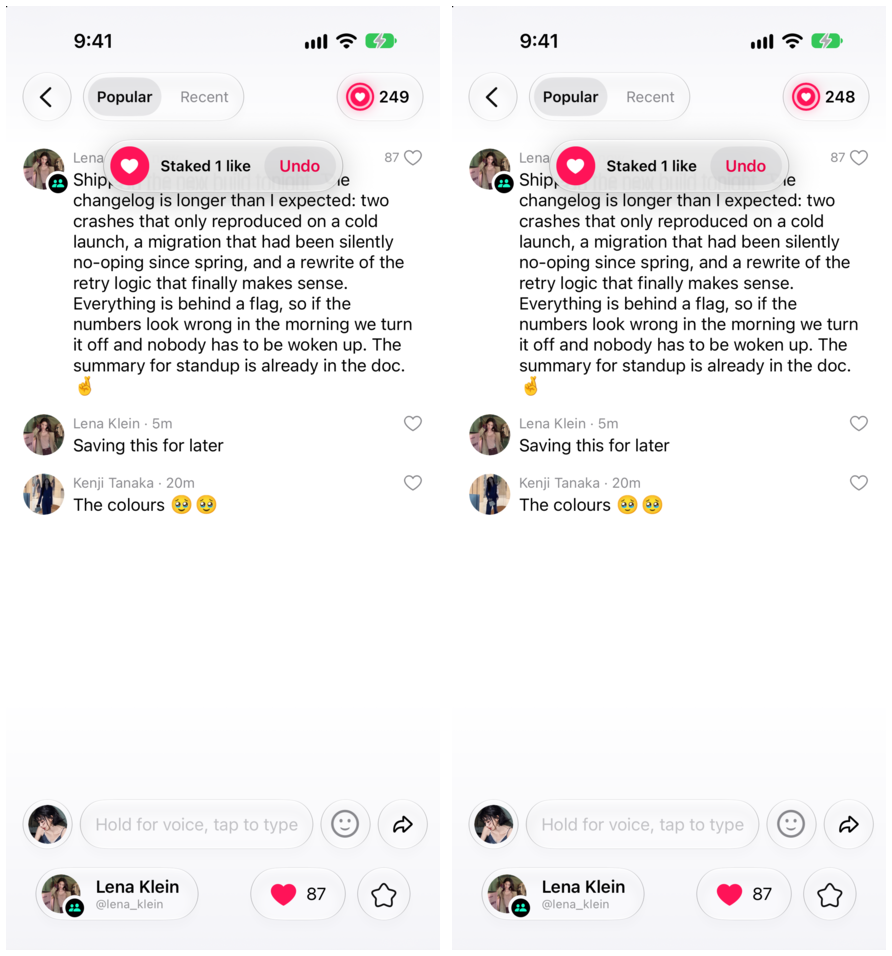 9:41
Popular
Recent
249
Lena
87
Staked 1 like
Undo
changelog is longer than I expected: two
crashes that only reproduced on a cold
launch, a migration that had been silently
no-oping since spring, and a rewrite of the
retry logic that finally makes sense.
Everything is behind a flag, so if the
numbers look wrong in the morning we turn
it off and nobody has to be woken up. The
summary for standup is already in the doc.
🤞
Lena Klein · 5m
Saving this for later
Kenji Tanaka · 20m
The colours 🥹🥹
Hold for voice, tap to type
Lena Klein
@lena_klein
87
9:41
Popular
Recent
248
Lena
87
Staked 1 like
Undo
changelog is longer than I expected: two
crashes that only reproduced on a cold
launch, a migration that had been silently
no-oping since spring, and a rewrite of the
retry logic that finally makes sense.
Everything is behind a flag, so if the
numbers look wrong in the morning we turn
it off and nobody has to be woken up. The
summary for standup is already in the doc.
🤞
Lena Klein · 5m
Saving this for later
Kenji Tanaka · 20m
The colours 🥹🥹
Hold for voice, tap to type
Lena Klein
@lena_klein
87